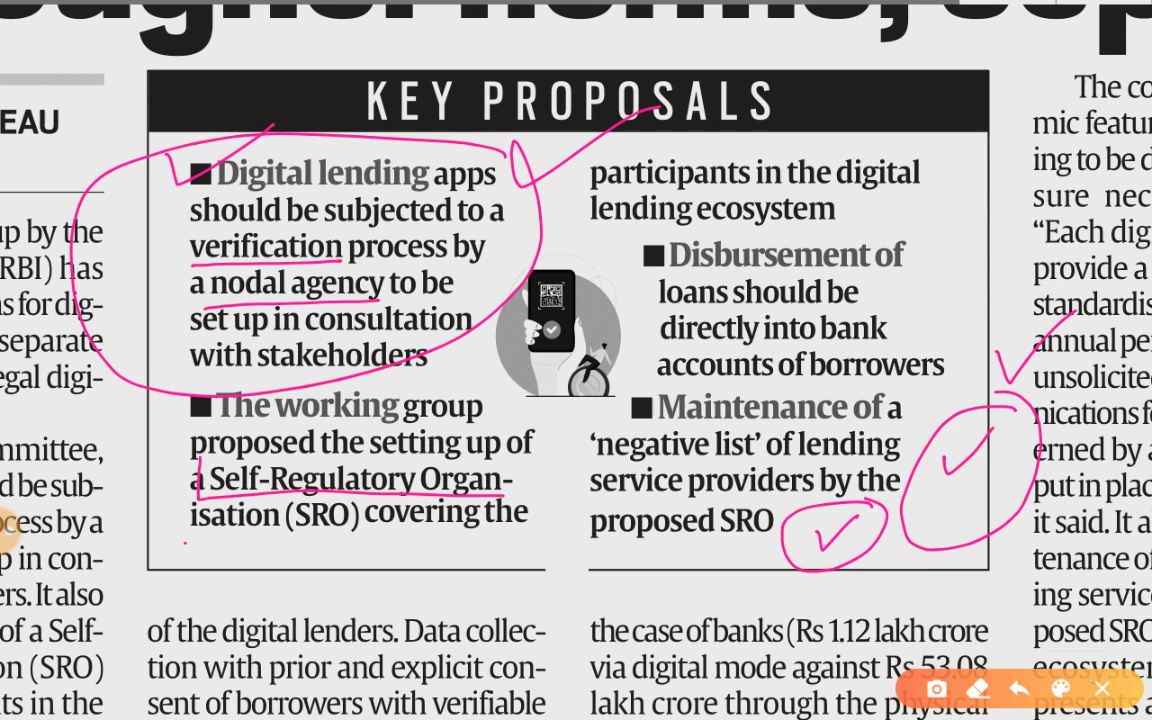 KEY PROPOSALS
EAU
up by the
RBI) has
ns for dig-
separate
egal digi-
mmittee,
d be sub-
ocess by a
p in con-
ers. It also
of a Self-
on (SRO)
ts in the
■ Digital lending apps
should be subjected to a
verification process by
a nodal agency to be
set up in consultation
with stakeholders
■ The working group
proposed the setting up of
a Self-Regulatory Organ-
isation (SRO) covering the
participants in the digital
lending ecosystem
■ Disbursement of
loans should be
directly into bank
accounts of borrowers
■ Maintenance of a
‘negative list’ of lending
service providers by the
proposed SRO
of the digital lenders. Data collec-
tion with prior and explicit con-
sent of borrowers with verifiable
the case of banks (Rs 1.12 lakh crore
via digital mode against Rs 53.08
lakh crore through the physical
The co
mic featur
ing to be d
sure nec
“Each dig
provide a
standardis
annual per
unsolicited
nications fo
erned by a
put in plac
it said. It a
tenance of
ing service
posed SRO
ecosystem
presents a